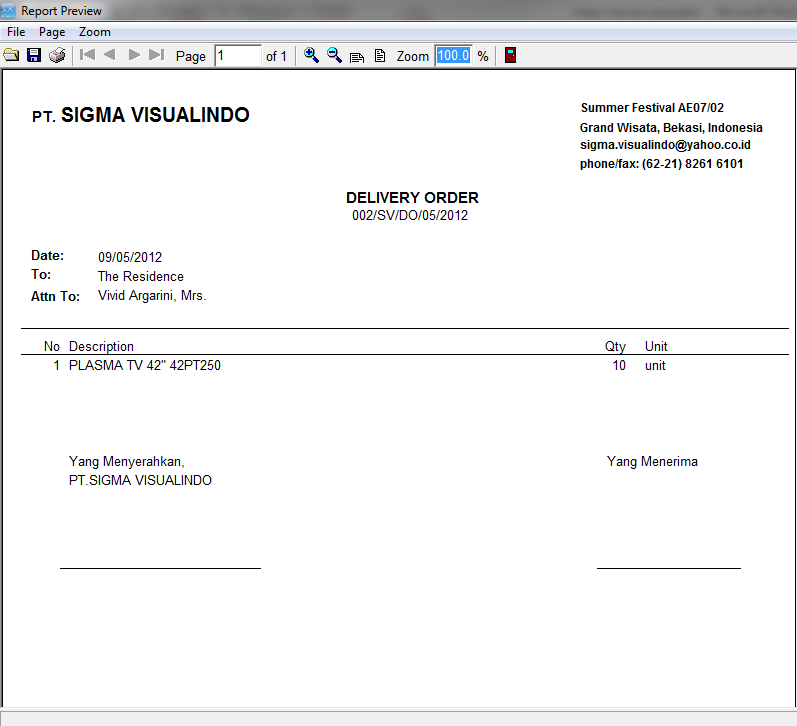 Report Preview
File Page Zoom
Page 1 of 1 Zoom 100.0 %
PT. SIGMA VISUALINDO
Summer Festival AE07/02
Grand Wisata, Bekasi, Indonesia
sigma.visualindo@yahoo.co.id
phone/fax: (62-21) 8261 6101
DELIVERY ORDER
002/SV/DO/05/2012
Date: 09/05/2012
To: The Residence
Attn To: Vivid Argarini, Mrs.
No Description Qty Unit
1 PLASMA TV 42" 42PT250 10 unit
Yang Menyerahkan, Yang Menerima
PT.SIGMA VISUALINDO